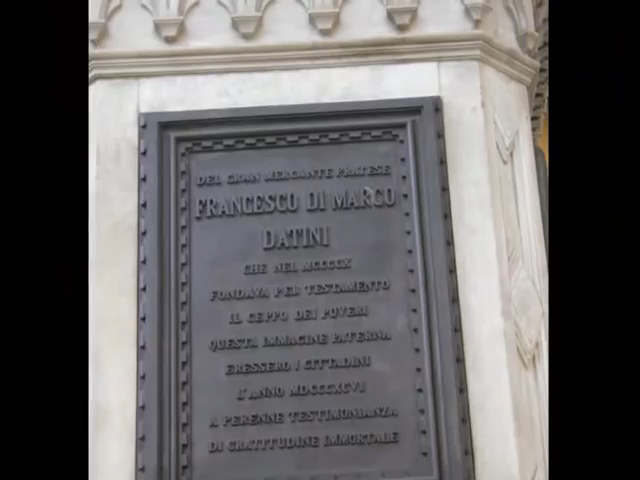 DEL GRAN MERCANTE PRATESE
FRANCESCO DI MARCO
DATINI
CHE NEL MCCCCX
FONDAVA PER TESTAMENTO
IL CEPPO DEI POVERI
QUESTA IMMAGINE PATERNA
ERESSERO I CITTADINI
L'ANNO MDCCCXCVI
A PERENNE TESTIMONIANZA
DI GRATITUDINE IMMORTALE